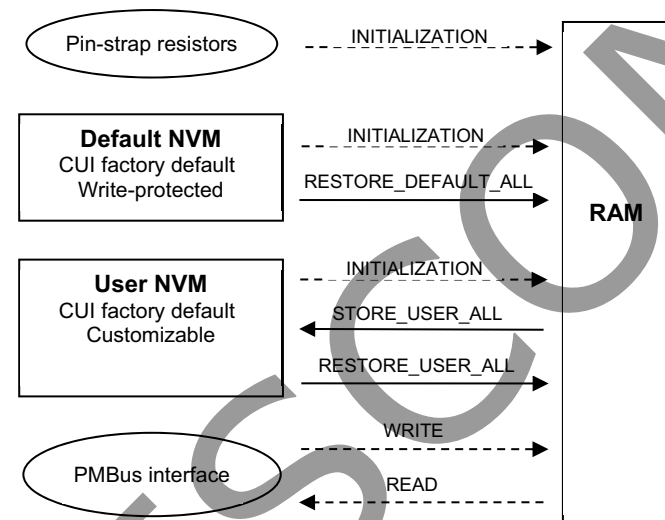 Pin-strap resistors
INITIALIZATION
Default NVM
CUI factory default
Write-protected
INITIALIZATION
RESTORE_DEFAULT_ALL
RAM
User NVM
CUI factory default
Customizable
INITIALIZATION
STORE_USER_ALL
RESTORE_USER_ALL
PMBus interface
WRITE
READ